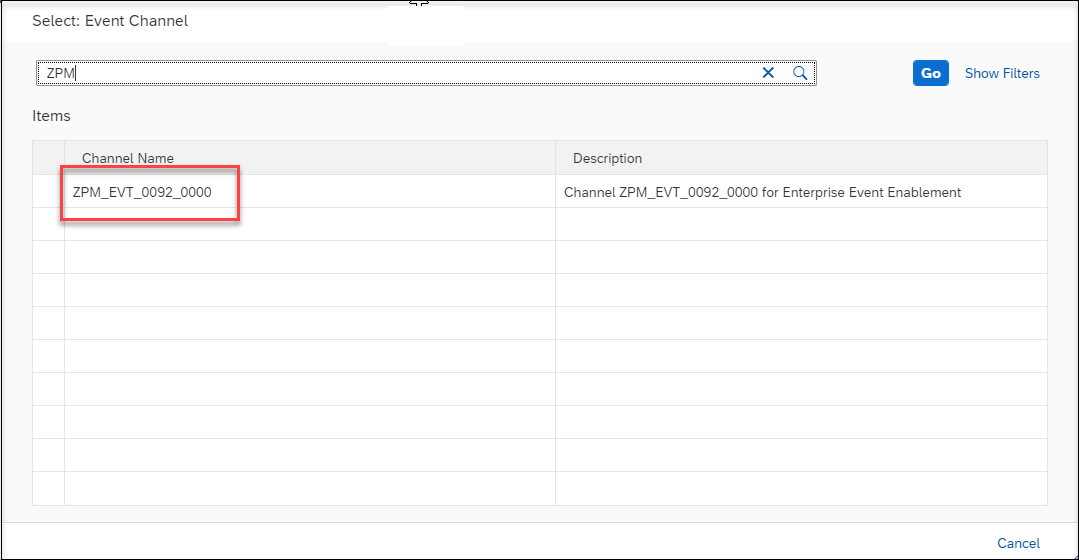 Select: Event Channel
ZPM
Go
Show Filters
Items
Channel Name
Description
ZPM_EVT_0092_0000
Channel ZPM_EVT_0092_0000 for Enterprise Event Enablement
Cancel